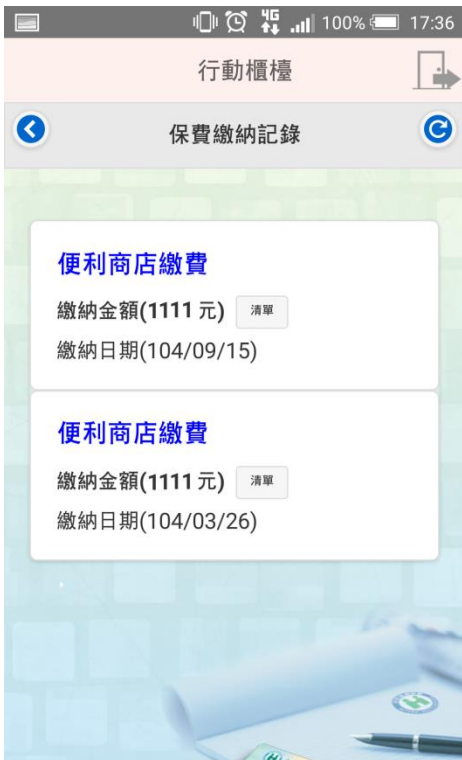 4G 100% 17:36
行動櫃檯
保費繳納記錄
便利商店繳費
繳納金額(1111 元) 清單
繳納日期(104/09/15)
便利商店繳費
繳納金額(1111 元) 清單
繳納日期(104/03/26)